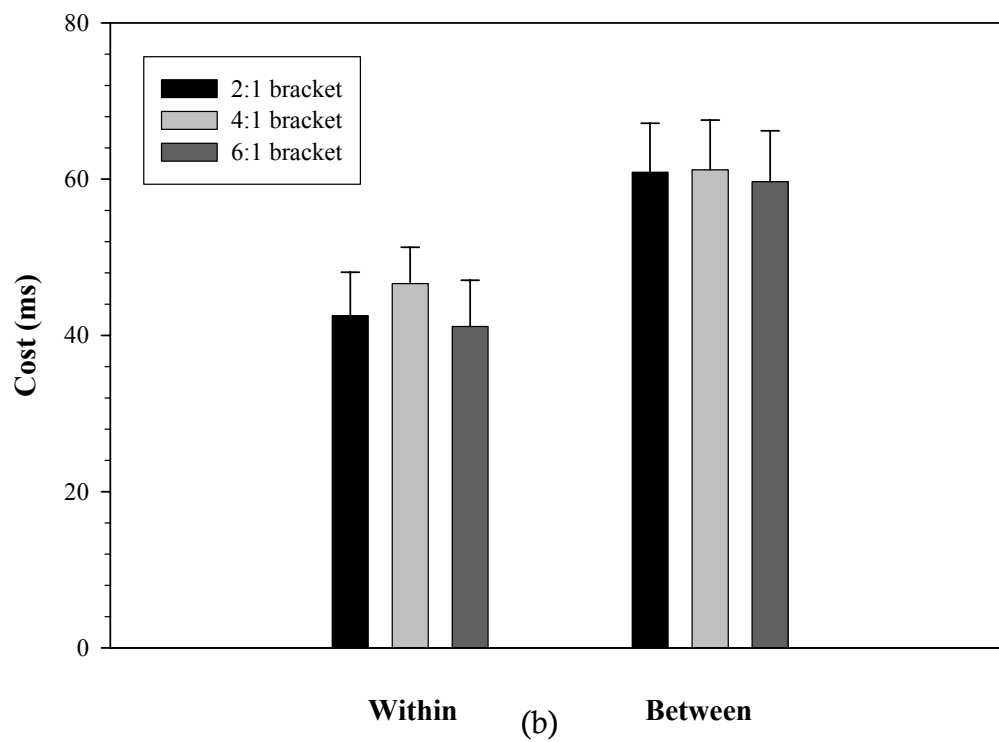 80
60
40
20
0
Cost (ms)
2:1 bracket
4:1 bracket
6:1 bracket
Within
Between
(b)